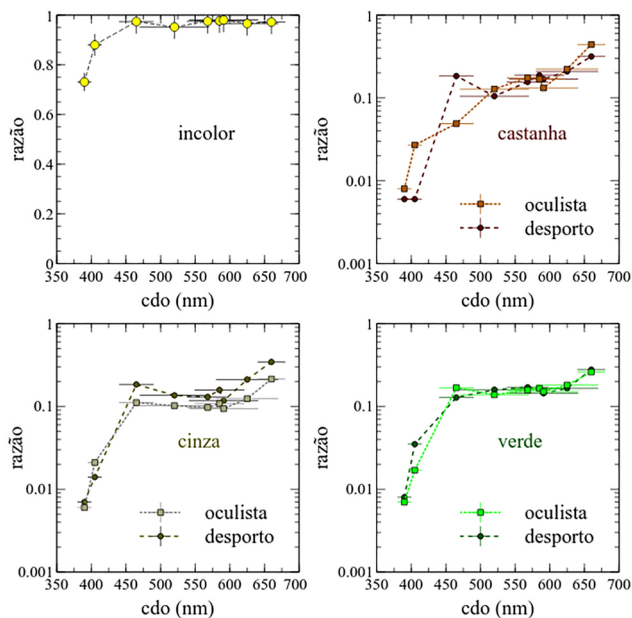 1
0.8
0.6
0.4
0.2
0
razão
incolor
350 400 450 500 550 600 650 700
cdo (nm)
1
0.1
0.01
0.001
razão
castanha
oculista
desporto
350 400 450 500 550 600 650 700
cdo (nm)
1
0.1
0.01
0.001
razão
cinza
oculista
desporto
350 400 450 500 550 600 650 700
cdo (nm)
1
0.1
0.01
0.001
razão
verde
oculista
desporto
350 400 450 500 550 600 650 700
cdo (nm)